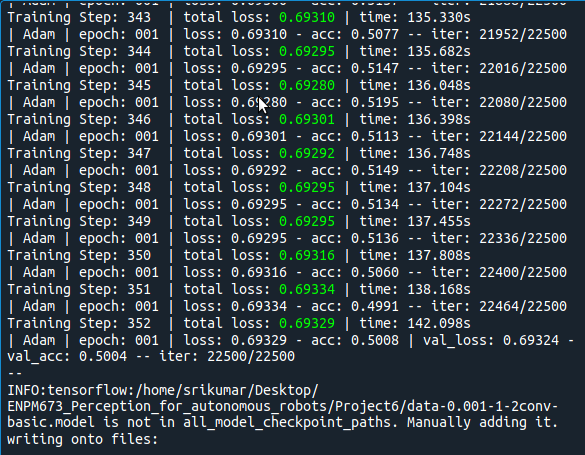 | Adam | epoch: 001 | loss: 0.69300 - acc: 0.5137 -- iter: 21888/22500
Training Step: 343 | total loss: 0.69310 | time: 135.330s
| Adam | epoch: 001 | loss: 0.69310 - acc: 0.5077 -- iter: 21952/22500
Training Step: 344 | total loss: 0.69295 | time: 135.682s
| Adam | epoch: 001 | loss: 0.69295 - acc: 0.5147 -- iter: 22016/22500
Training Step: 345 | total loss: 0.69280 | time: 136.048s
| Adam | epoch: 001 | loss: 0.69280 - acc: 0.5195 -- iter: 22080/22500
Training Step: 346 | total loss: 0.69301 | time: 136.398s
| Adam | epoch: 001 | loss: 0.69301 - acc: 0.5113 -- iter: 22144/22500
Training Step: 347 | total loss: 0.69292 | time: 136.748s
| Adam | epoch: 001 | loss: 0.69292 - acc: 0.5149 -- iter: 22208/22500
Training Step: 348 | total loss: 0.69295 | time: 137.104s
| Adam | epoch: 001 | loss: 0.69295 - acc: 0.5134 -- iter: 22272/22500
Training Step: 349 | total loss: 0.69295 | time: 137.455s
| Adam | epoch: 001 | loss: 0.69295 - acc: 0.5136 -- iter: 22336/22500
Training Step: 350 | total loss: 0.69316 | time: 137.808s
| Adam | epoch: 001 | loss: 0.69316 - acc: 0.5060 -- iter: 22400/22500
Training Step: 351 | total loss: 0.69334 | time: 138.168s
| Adam | epoch: 001 | loss: 0.69334 - acc: 0.4991 -- iter: 22464/22500
Training Step: 352 | total loss: 0.69329 | time: 142.098s
| Adam | epoch: 001 | loss: 0.69329 - acc: 0.5008 | val_loss: 0.69324 -
val_acc: 0.5004 -- iter: 22500/22500
--
INFO:tensorflow:/home/srikumar/Desktop/
ENPM673_Perception_for_autonomous_robots/Project6/data-0.001-1-2conv-
basic.model is not in all_model_checkpoint_paths. Manually adding it.
writing onto files: